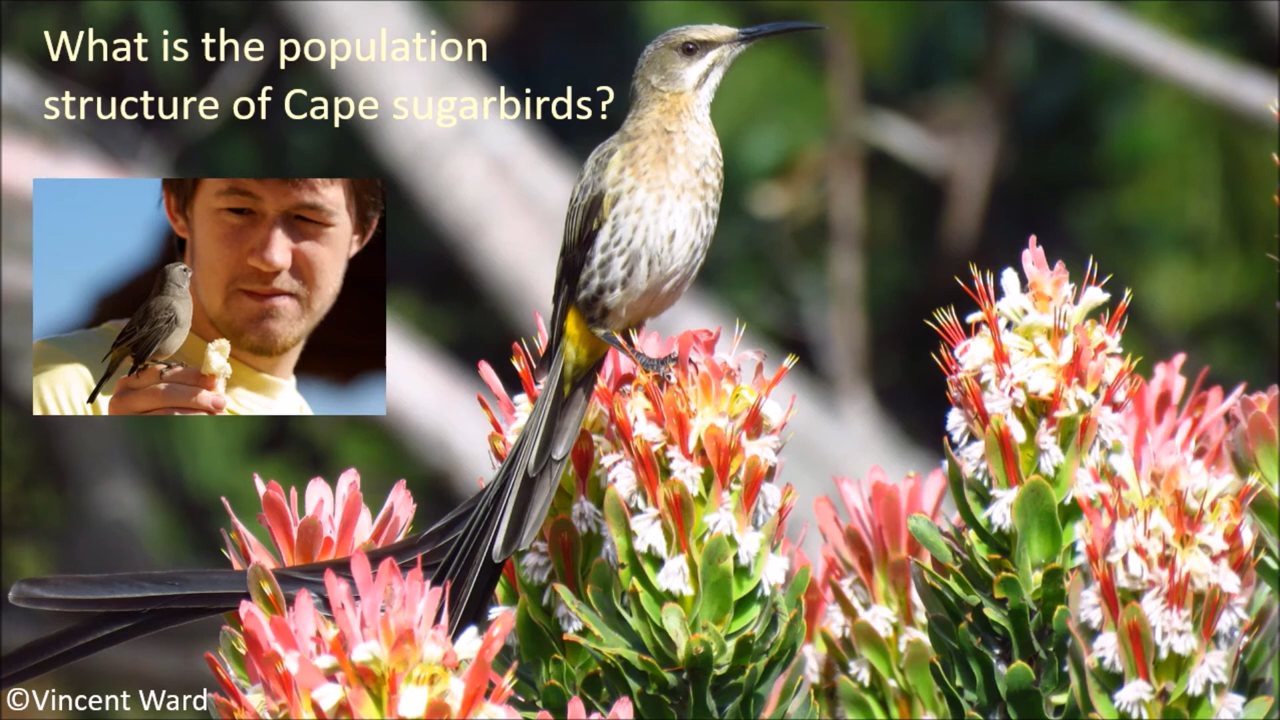 What is the population
structure of Cape sugarbirds?
©Vincent Ward